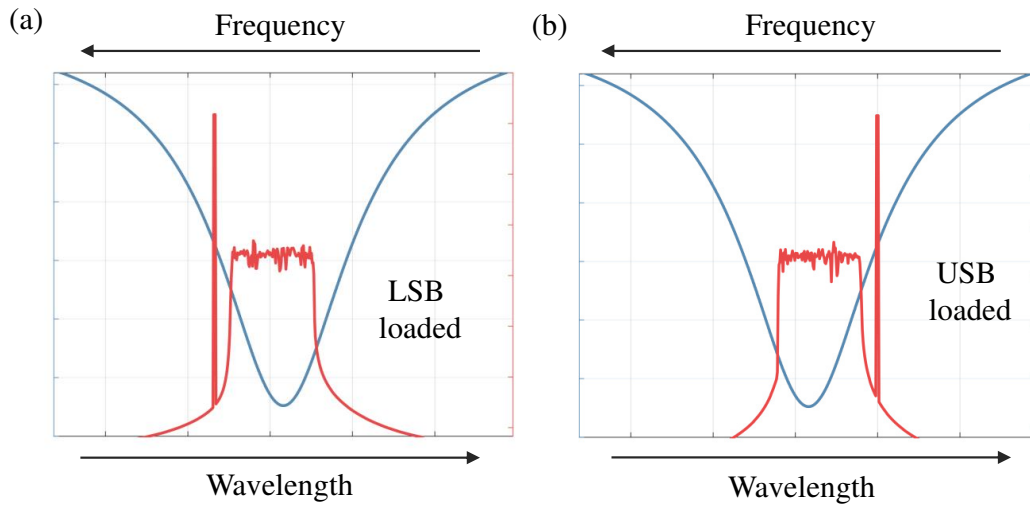 (a)
Frequency
LSB
loaded
Wavelength
(b)
Frequency
USB
loaded
Wavelength